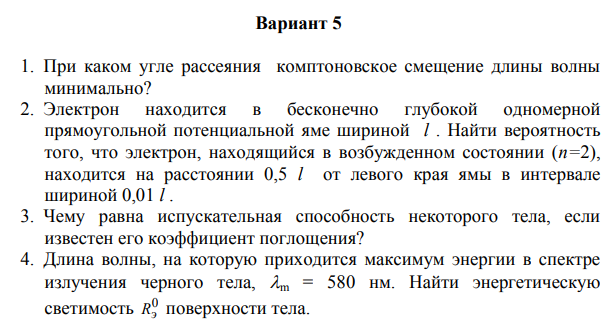 Вариант 5
1. При каком угле рассеяния комптоновское смещение длины волны
минимально?
2. Электрон находится в бесконечно глубокой одномерной
прямоугольной потенциальной яме шириной l . Найти вероятность
того, что электрон, находящийся в возбужденном состоянии (n=2),
находится на расстоянии 0,5 l от левого края ямы в интервале
шириной 0,01 l .
3. Чему равна испускательная способность некоторого тела, если
известен его коэффициент поглощения?
4. Длина волны, на которую приходится максимум энергии в спектре
излучения черного тела, λm = 580 нм. Найти энергетическую
светимость R⁰э поверхности тела.